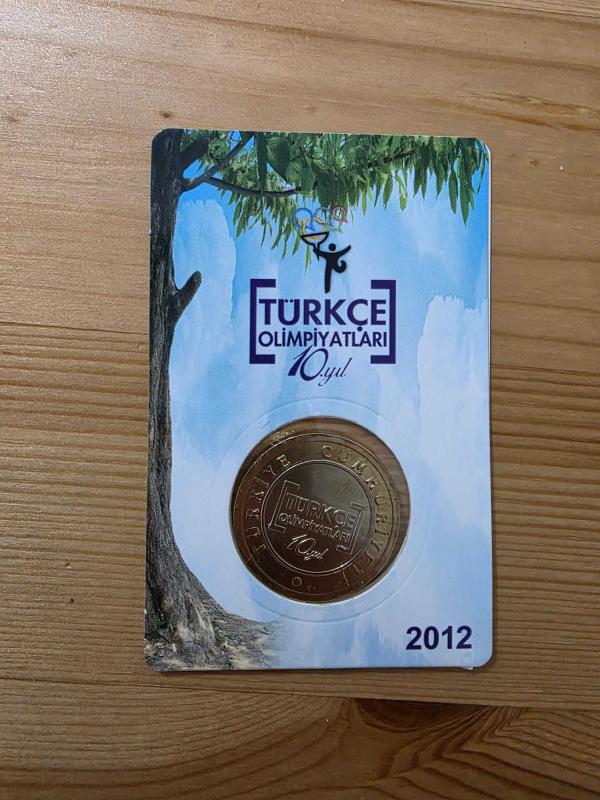 TÜRKÇE
OLİMPİYATLARI
10.yıl
TÜRKİYE CUMHURİYETİ
TÜRKÇE
OLİMPİYATLARI
10.yıl
2012